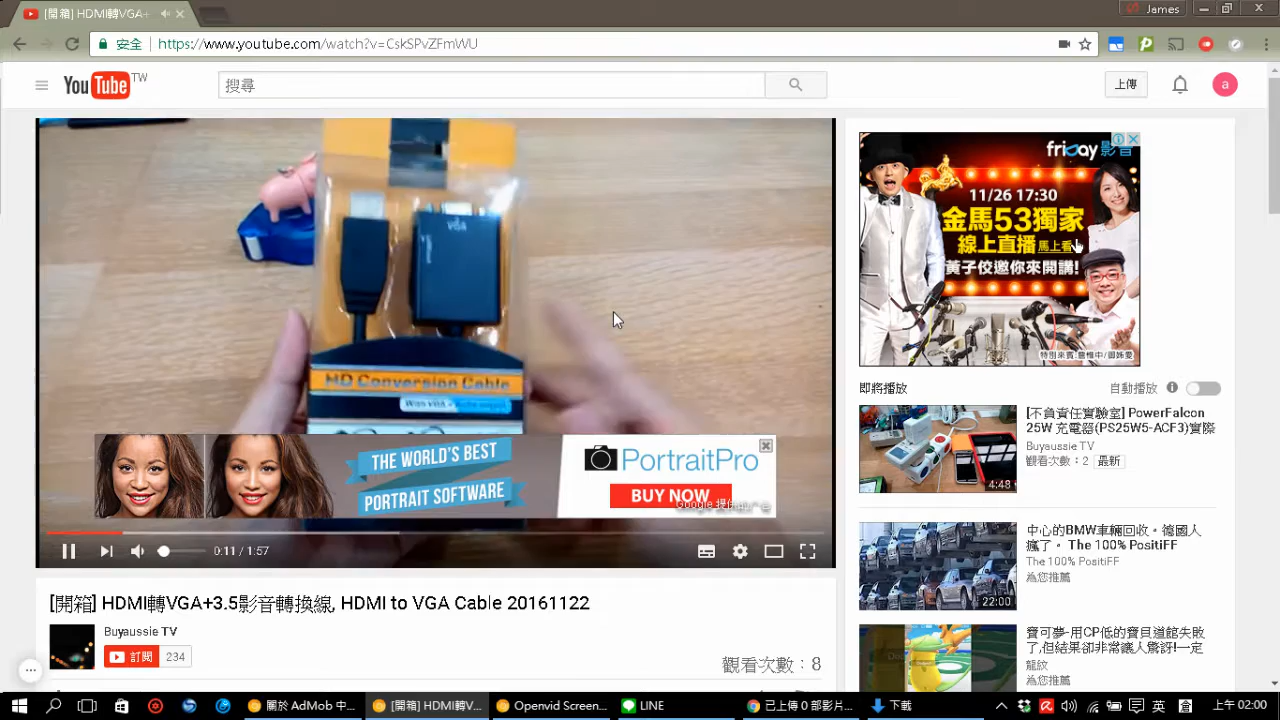 [開箱] HDMI轉VGA+
James
安全
https://www.youtube.com/watch?v=CskSPvZFmWU
YouTube TW
搜尋
上傳
a
VGA
HD Conversion Cable
THE WORLD'S BEST
PORTRAIT SOFTWARE
PortraitPro
BUY NOW
0:11 / 1:57
[開箱] HDMI轉VGA+3.5影音轉換線, HDMI to VGA Cable 20161122
Buyaussie TV
訂閱 234
觀看次數：8
friday影音
11/26 17:30
金馬53獨家
線上直播 馬上看
黃子佼邀你來開講!
即將播放
自動播放
[不負責任實驗室] PowerFalcon
25W 充電器(PS25W5-ACF3)實際
Buyaussie TV
觀看次數：2 最新
4:48
中心的BMW車輛回收。德國人
瘋了。 The 100% PositiFF
The 100% PositiFF
為您推薦
22:00
寶可夢-用CP低的寶貝道館失敗
了,但結果卻非常讓人驚訝!一定
龍紋
為您推薦
關於 AdMob 中...
[開箱] HDMI轉V...
Openvid Screen...
LINE
已上傳 0 部影片...
下載
英
上午 02:00